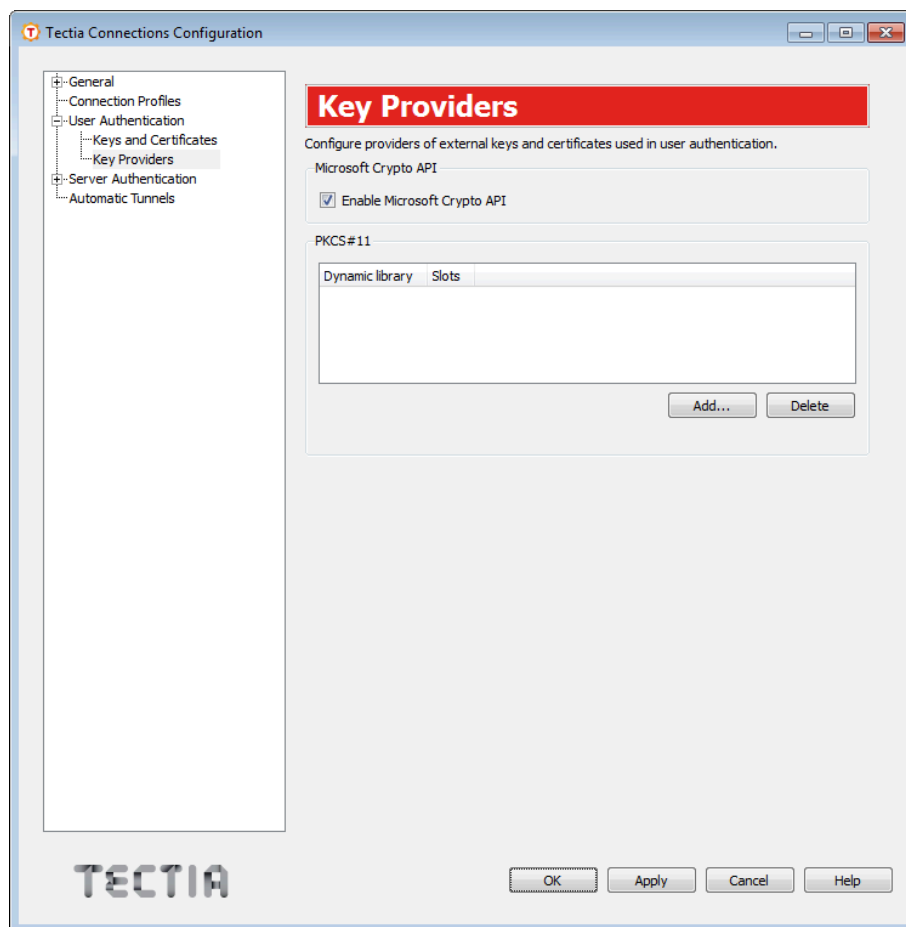 Tectia Connections Configuration
General
Connection Profiles
User Authentication
Keys and Certificates
Key Providers
Server Authentication
Automatic Tunnels
Key Providers
Configure providers of external keys and certificates used in user authentication.
Microsoft Crypto API
Enable Microsoft Crypto API
PKCS#11
Dynamic library Slots
Add... Delete
TECTIA
OK Apply Cancel Help